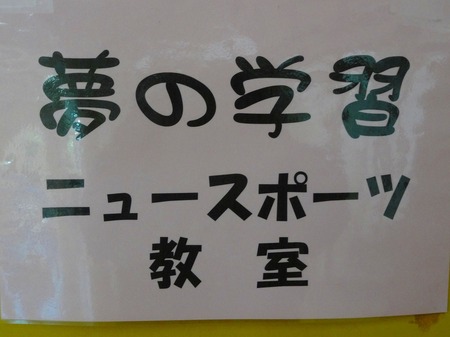 夢の学習
ニュースポーツ
教室